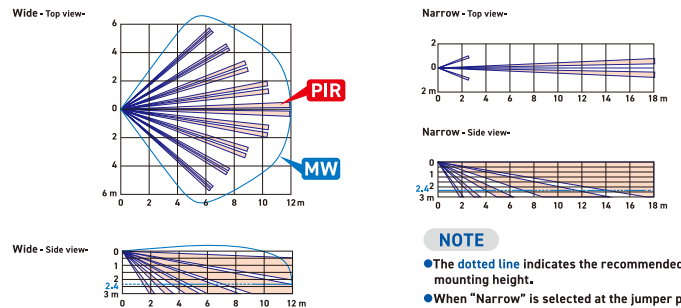 Wide - Top view-
6
4
2
0
2
4
6 m
0 2 4 6 8 10 12 m
PIR
MW
Wide - Side view-
0
1
2
2.4
3 m
0 2 4 6 8 10 12 m
Narrow - Top view-
2
0
2 m
0 2 4 6 8 10 12 14 16 18 m
Narrow - Side view-
0
1
2
2.4
3 m
0 2 4 6 8 10 12 14 16 18 m
NOTE
●The dotted line indicates the recommended
mounting height.
●When “Narrow” is selected at the jumper p